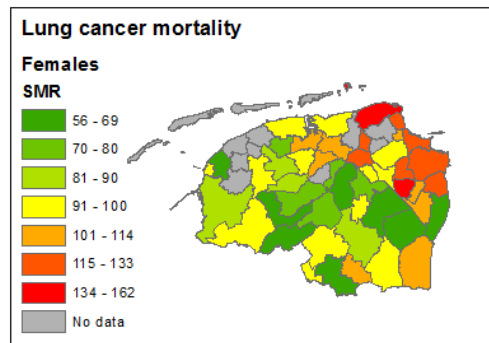 Lung cancer mortality
Females
SMR
56 - 69
70 - 80
81 - 90
91 - 100
101 - 114
115 - 133
134 - 162
No data